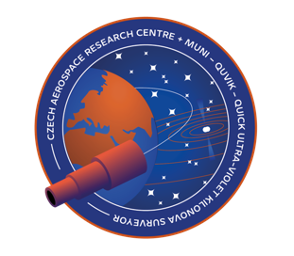 CZECH AEROSPACE RESEARCH CENTRE + MUNI - QUVIK - QUICK ULTRA-VIOLET KILONOVA SURVEYOR